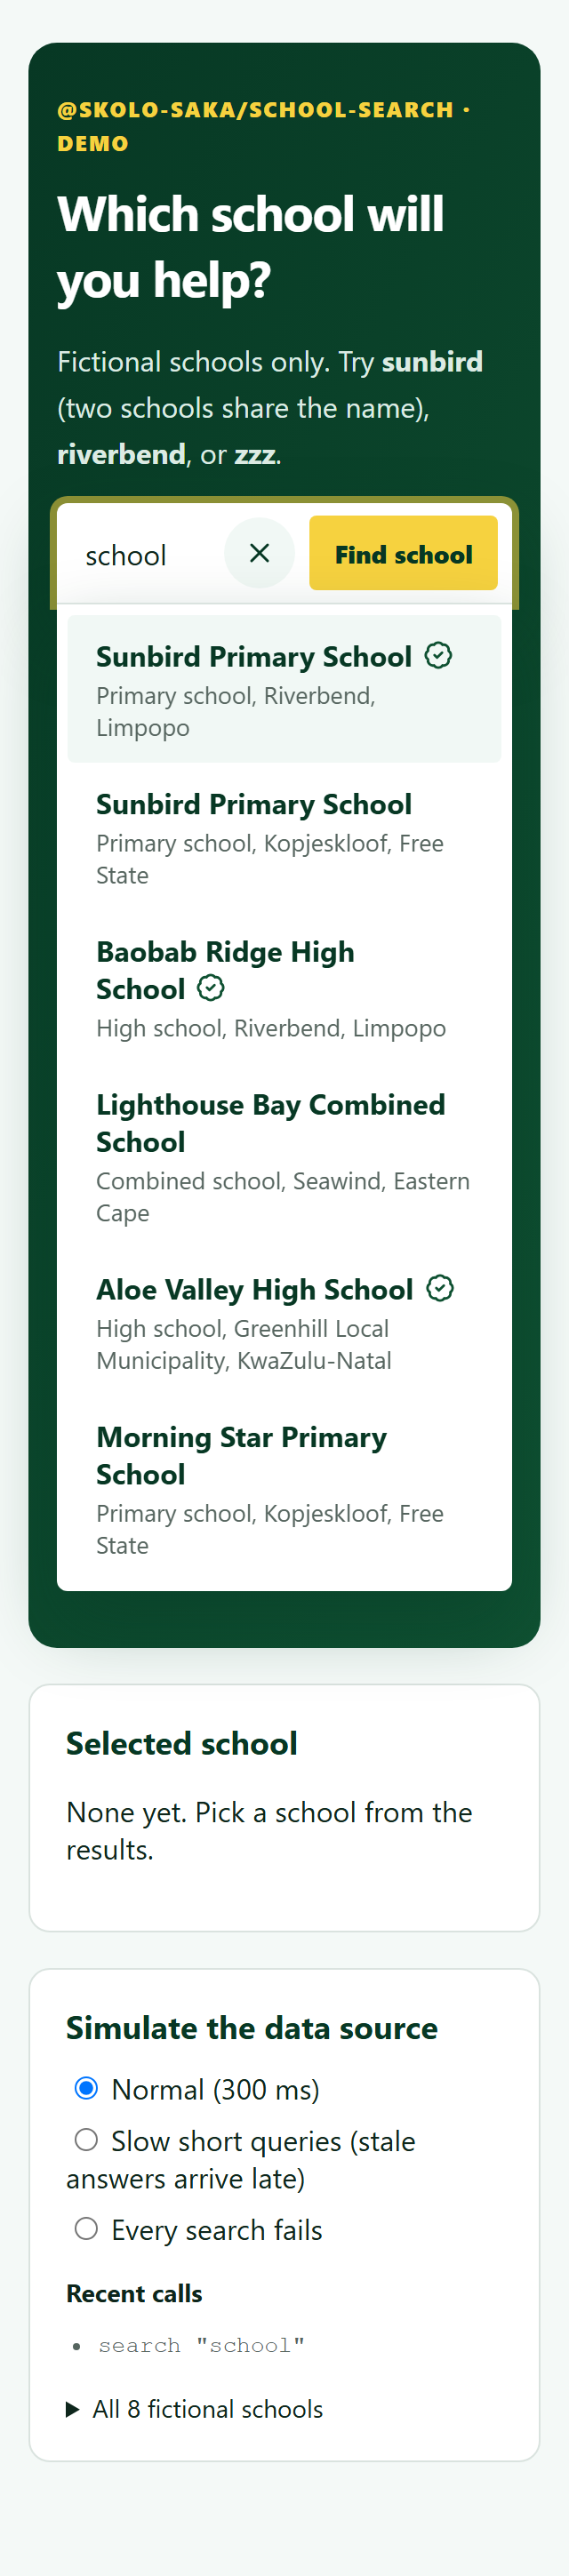 @SKOLO-SAKA/SCHOOL-SEARCH ·
DEMO
Which school will
you help?
Fictional schools only. Try sunbird
(two schools share the name),
riverbend, or zzz.
school
Find school
Sunbird Primary School
Primary school, Riverbend,
Limpopo
Sunbird Primary School
Primary school, Kopjeskloof, Free
State
Baobab Ridge High
School
High school, Riverbend, Limpopo
Lighthouse Bay Combined
School
Combined school, Seawind, Eastern
Cape
Aloe Valley High School
High school, Greenhill Local
Municipality, KwaZulu-Natal
Morning Star Primary
School
Primary school, Kopjeskloof, Free
State
Selected school
None yet. Pick a school from the
results.
Simulate the data source
Normal (300 ms)
Slow short queries (stale
answers arrive late)
Every search fails
Recent calls
search "school"
All 8 fictional schools